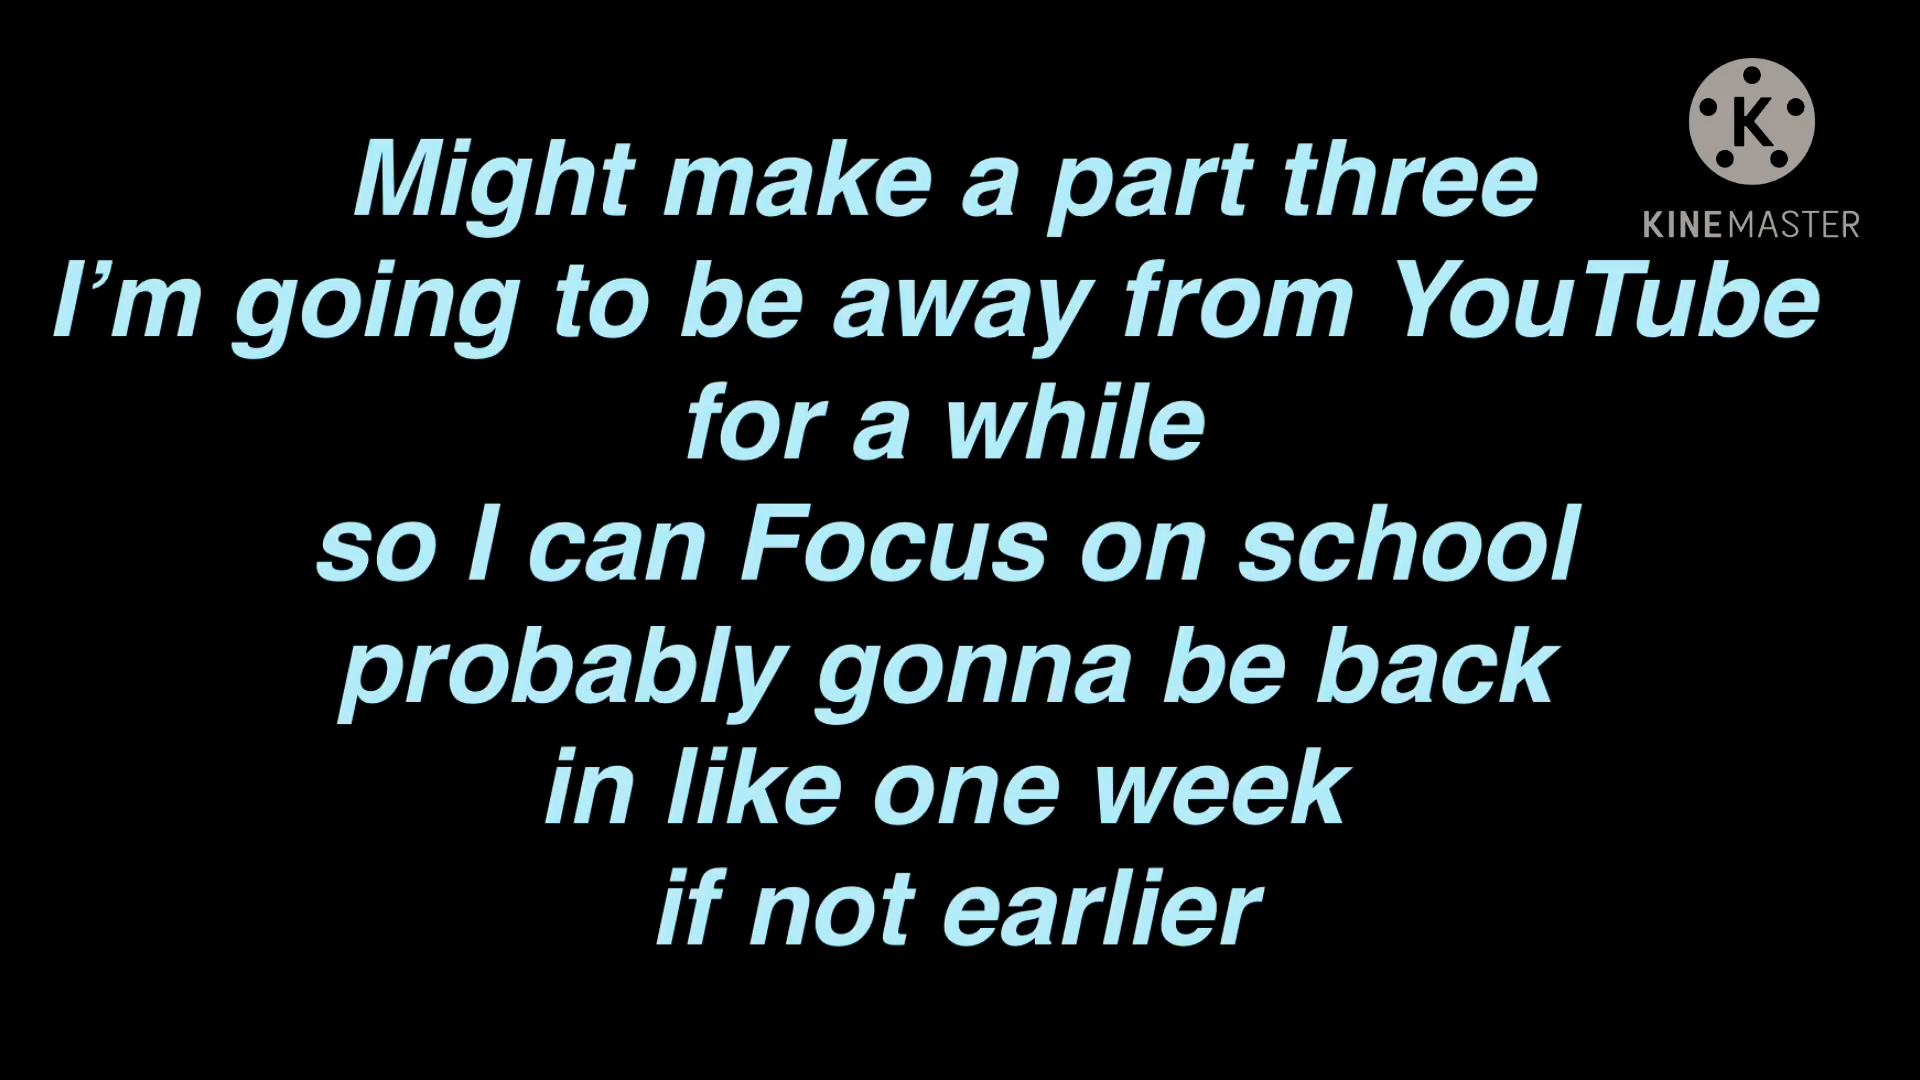 Might make a part three
I’m going to be away from YouTube
for a while
so I can Focus on school
probably gonna be back
in like one week
if not earlier
K
KINEMASTER